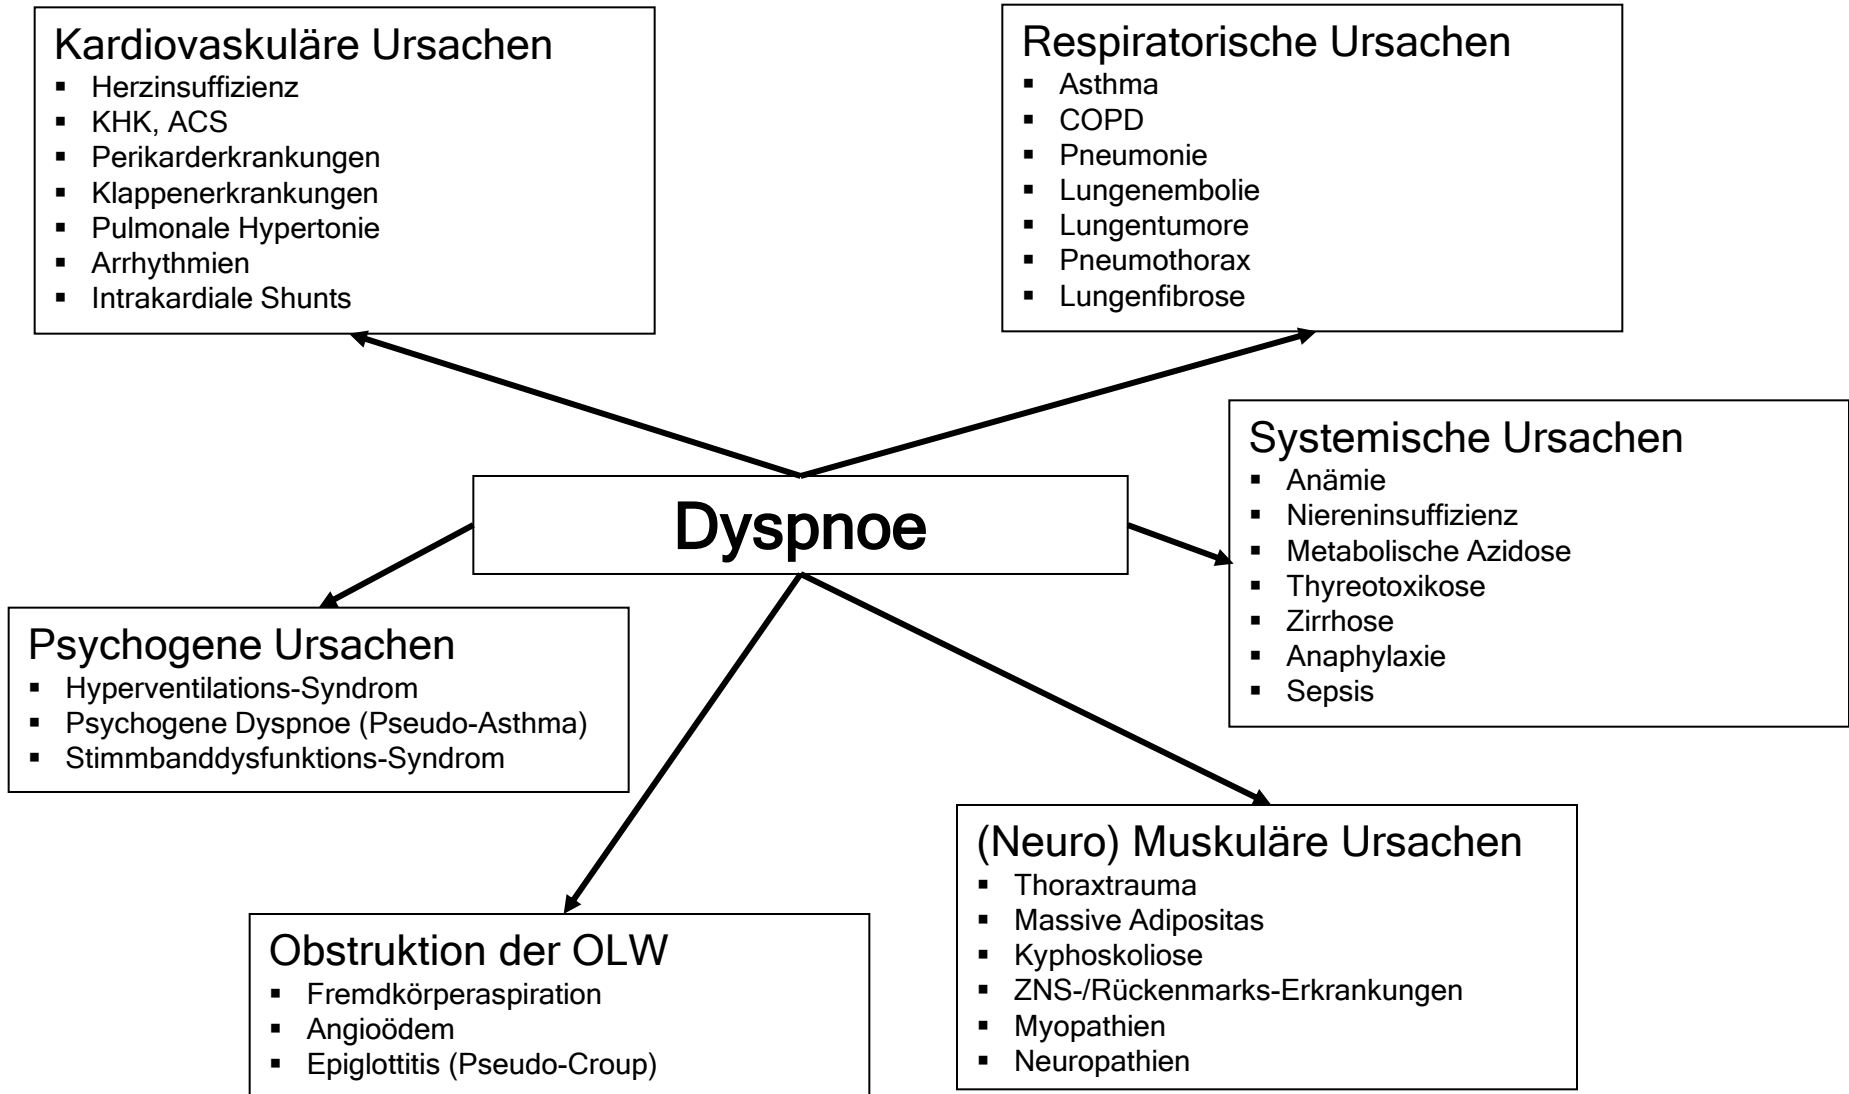 Kardiovaskuläre Ursachen
▪ Herzinsuffizienz
▪ KHK, ACS
▪ Perikarderkrankungen
▪ Klappenerkrankungen
▪ Pulmonale Hypertonie
▪ Arrhythmien
▪ Intrakardiale Shunts
Respiratorische Ursachen
▪ Asthma
▪ COPD
▪ Pneumonie
▪ Lungenembolie
▪ Lungentumore
▪ Pneumothorax
▪ Lungenfibrose
Dyspnoe
Systemische Ursachen
▪ Anämie
▪ Niereninsuffizienz
▪ Metabolische Azidose
▪ Thyreotoxikose
▪ Zirrhose
▪ Anaphylaxie
▪ Sepsis
Psychogene Ursachen
▪ Hyperventilations-Syndrom
▪ Psychogene Dyspnoe (Pseudo-Asthma)
▪ Stimmbanddysfunktions-Syndrom
(Neuro) Muskuläre Ursachen
▪ Thoraxtrauma
▪ Massive Adipositas
▪ Kyphoskoliose
▪ ZNS-/Rückenmarks-Erkrankungen
▪ Myopathien
▪ Neuropathien
Obstruktion der OLW
▪ Fremdkörperaspiration
▪ Angioödem
▪ Epiglottitis (Pseudo-Croup)